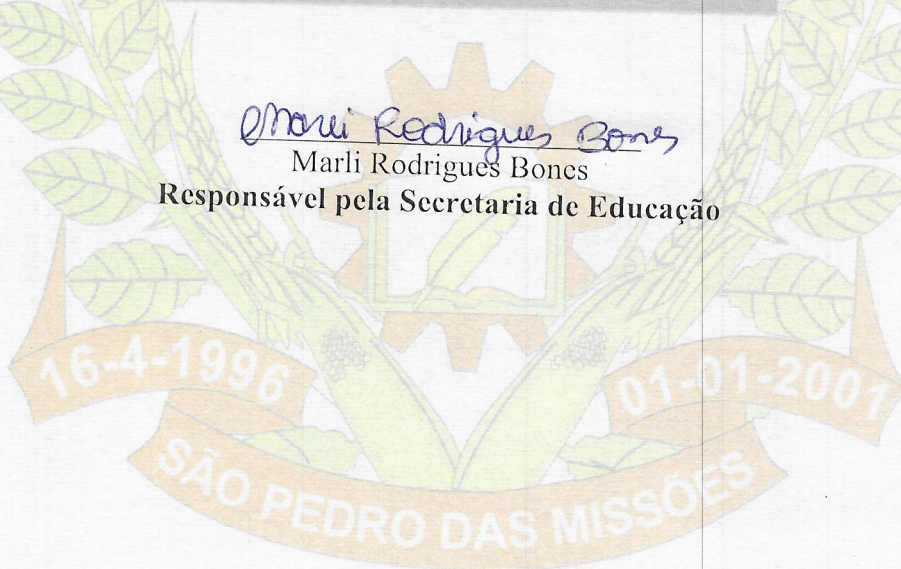 Marli Rodrigues Bones
Marli Rodrigues Bones
Responsável pela Secretaria de Educação
16-4-1996
01-01-2001
SÃO PEDRO DAS MISSÕES